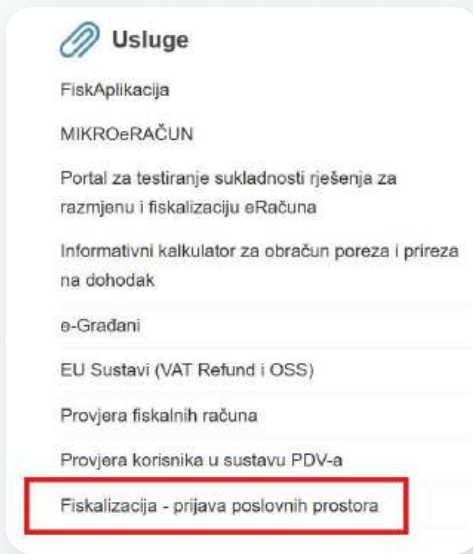 Usluge
FiskAplikacija
MIKROeRAČUN
Portal za testiranje sukladnosti rješenja za
razmjenu i fiskalizaciju eRačuna
Informativni kalkulator za obračun poreza i prireza
na dohodak
e-Građani
EU Sustavi (VAT Refund i OSS)
Provjera fiskalnih računa
Provjera korisnika u sustavu PDV-a
Fiskalizacija - prijava poslovnih prostora